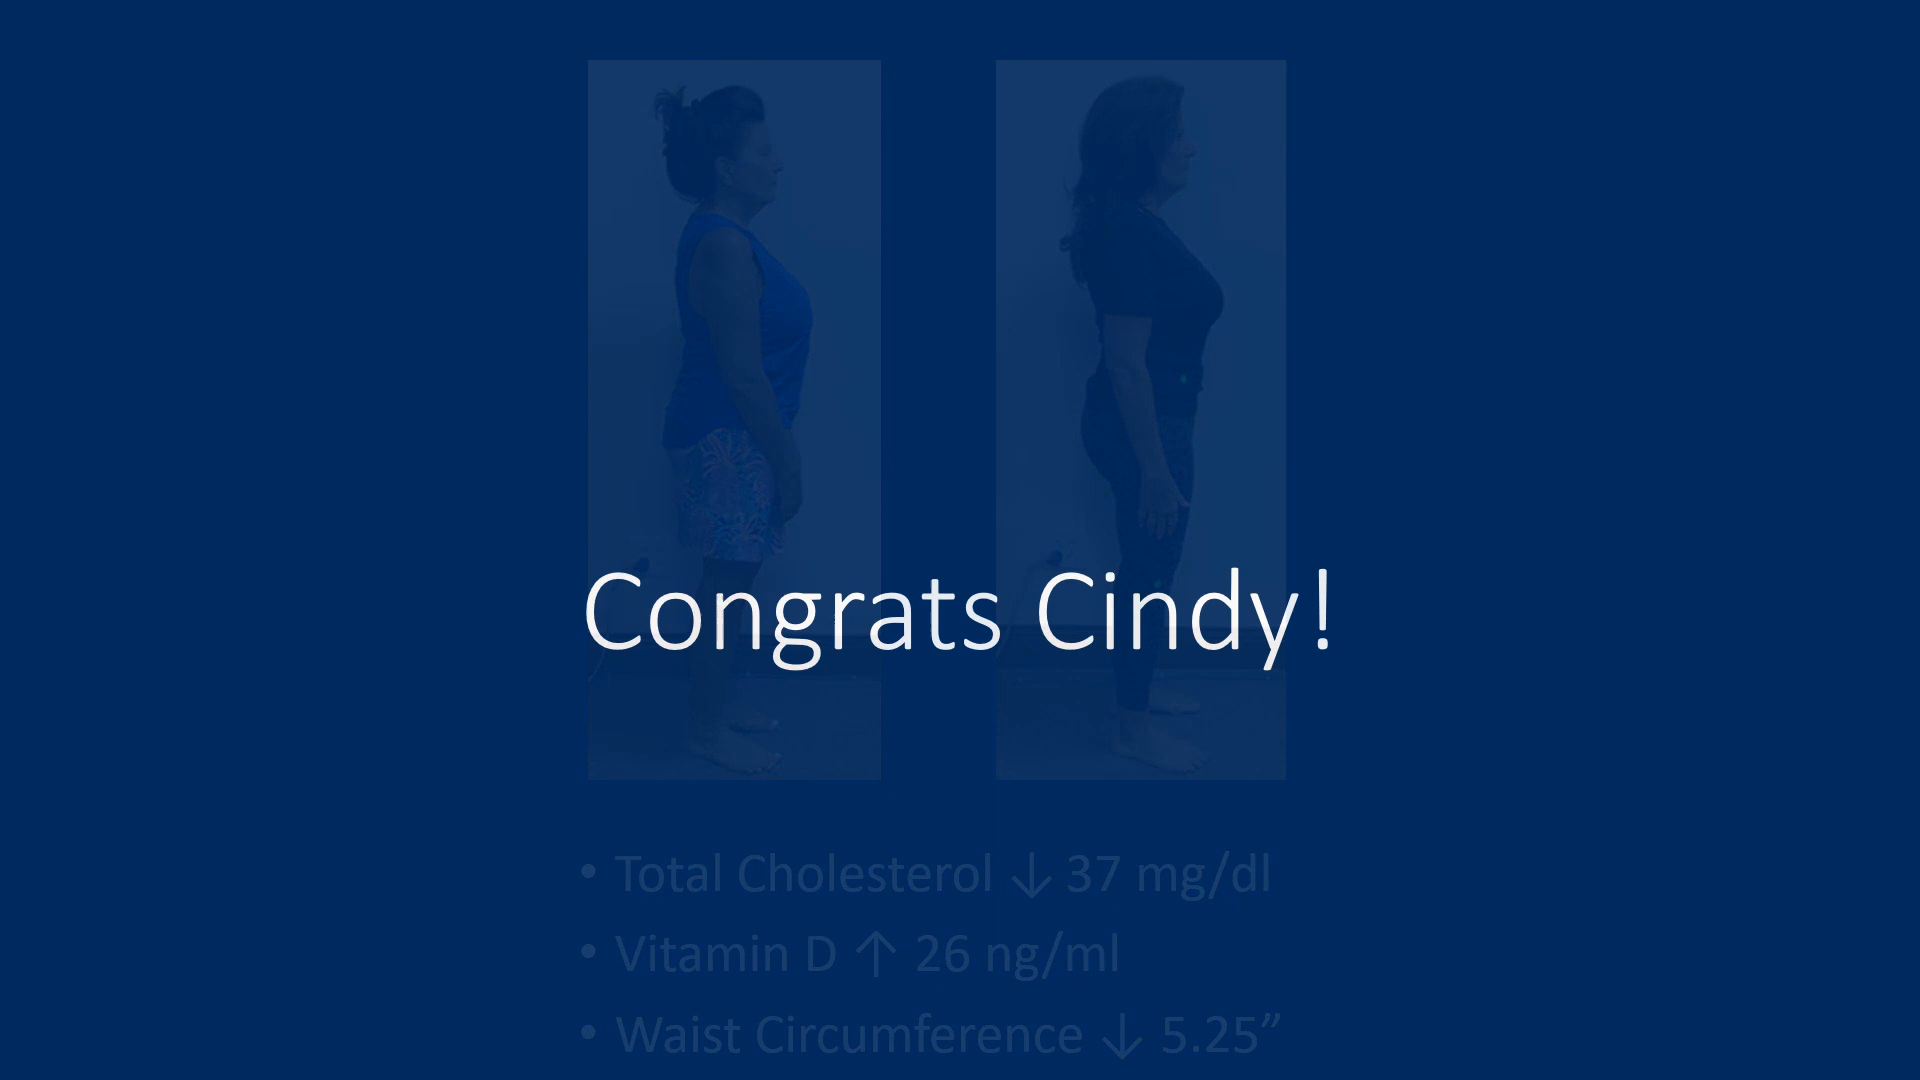 Congrats Cindy!
• Total Cholesterol ↓ 37 mg/dl
• Vitamin D ↑ 26 ng/ml
• Waist Circumference ↓ 5.25”